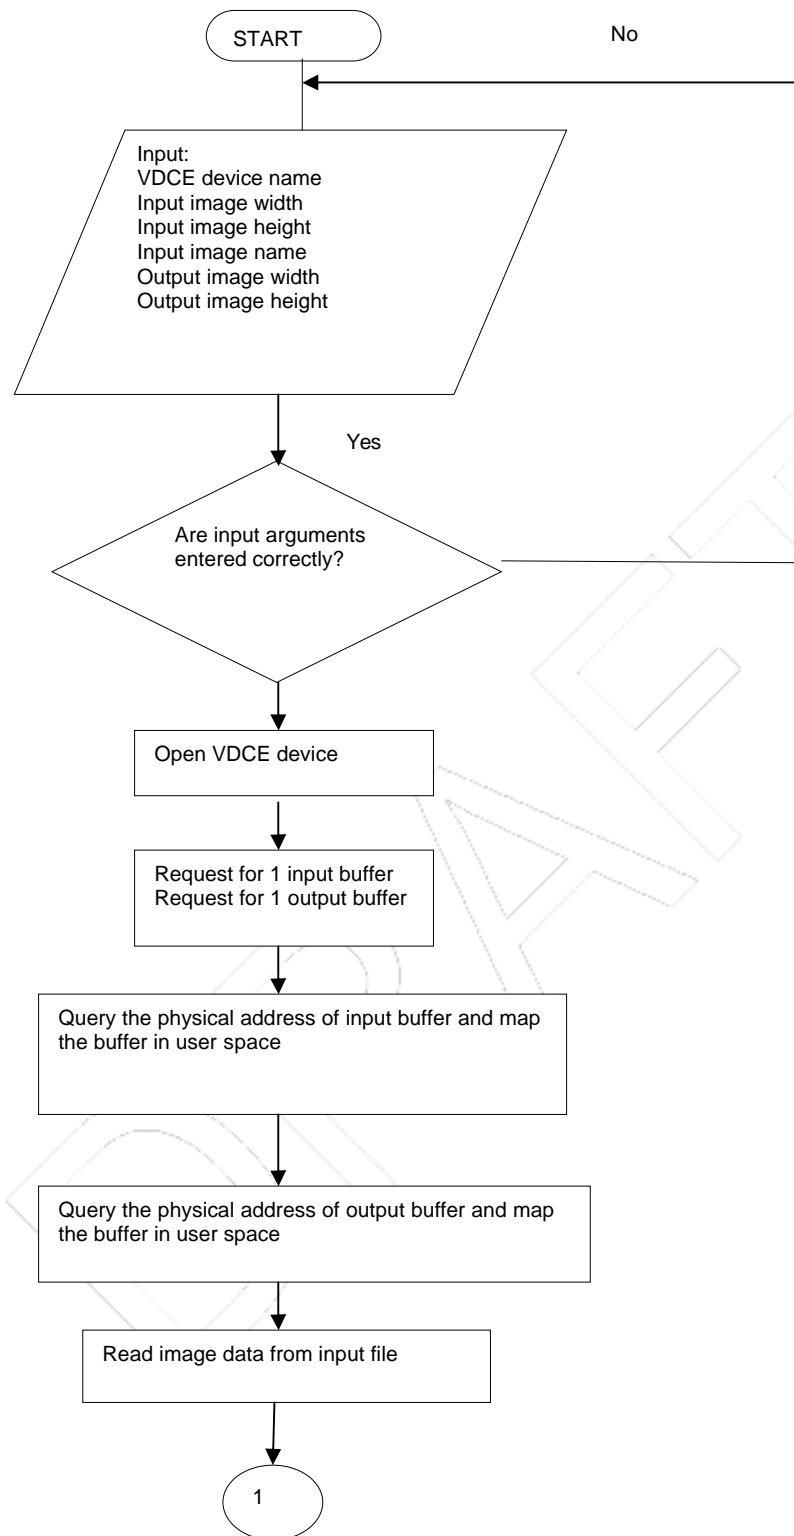 START
No
Input:
VDCE device name
Input image width
Input image height
Input image name
Output image width
Output image height
Yes
Are input arguments
entered correctly?
Open VDCE device
Request for 1 input buffer
Request for 1 output buffer
Query the physical address of input buffer and map
the buffer in user space
Query the physical address of output buffer and map
the buffer in user space
Read image data from input file
1
DRAFT